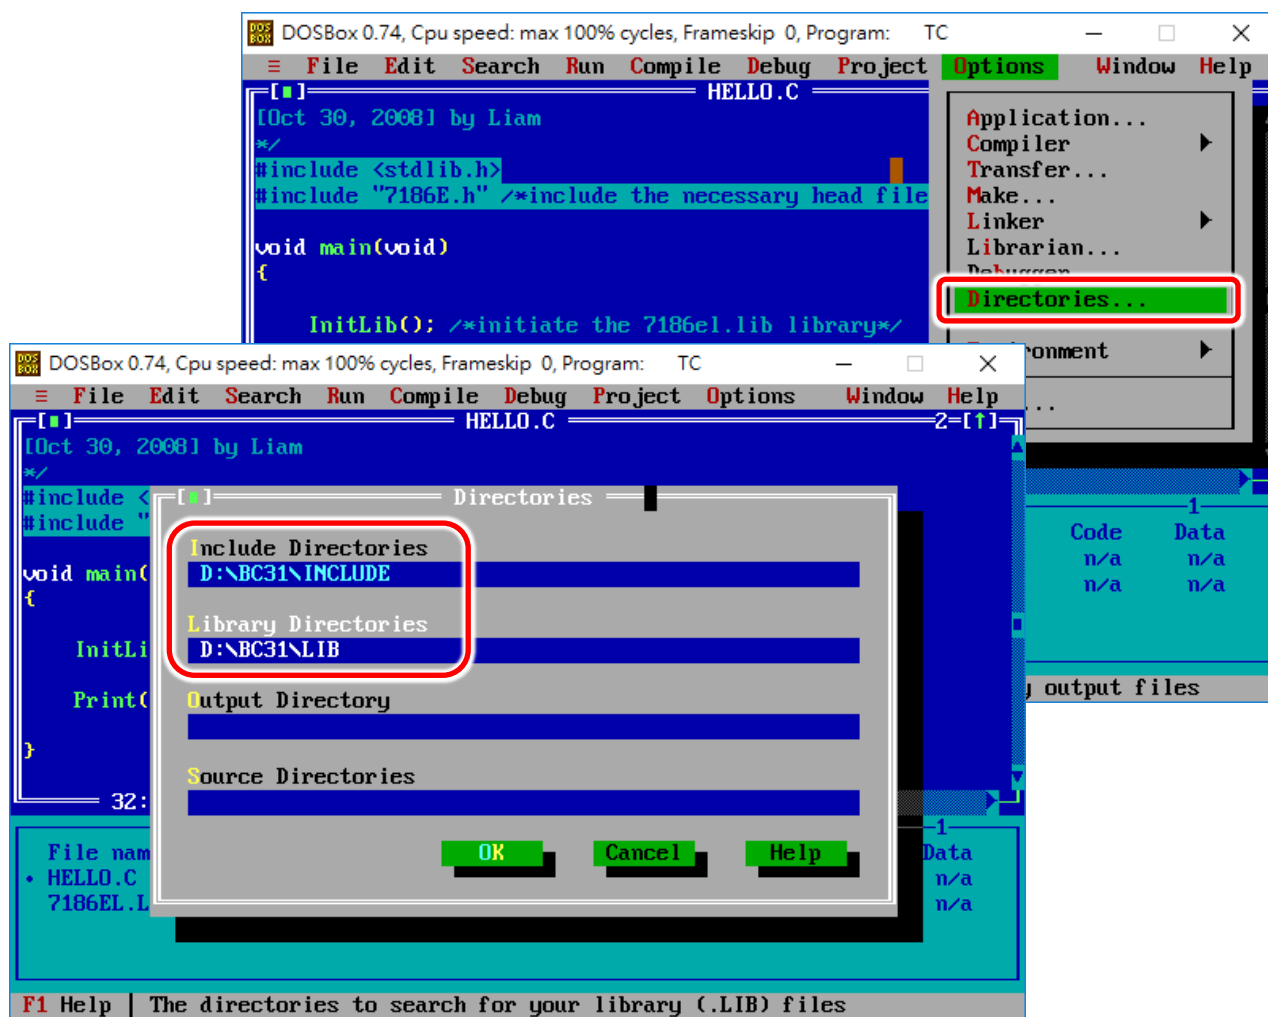 DOSBox 0.74, Cpu speed: max 100% cycles, Frameskip 0, Program: TC
≡ File Edit Search Run Compile Debug Project Options Window Help
HELLO.C
[Oct 30, 2008] by Liam
*/
#include <stdlib.h>
#include "7186E.h" /*include the necessary head file
void main(void)
{
InitLib(); /*initiate the 7186el.lib library*/
Application...
Compiler
Transfer...
Make...
Linker
Librarian...
Debugger
Directories...
ronment
...
1
Code Data
n/a n/a
n/a n/a
output files
DOSBox 0.74, Cpu speed: max 100% cycles, Frameskip 0, Program: TC
≡ File Edit Search Run Compile Debug Project Options Window Help
HELLO.C 2=[↑]
[Oct 30, 2008] by Liam
*/
#include <
#include "
void main(
{
InitLi
Print(
}
32:
Directories
Include Directories
D:\BC31\INCLUDE
Library Directories
D:\BC31\LIB
Output Directory
Source Directories
OK Cancel Help
1
File nam Data
• HELLO.C n/a
7186EL.L n/a
F1 Help | The directories to search for your library (.LIB) files